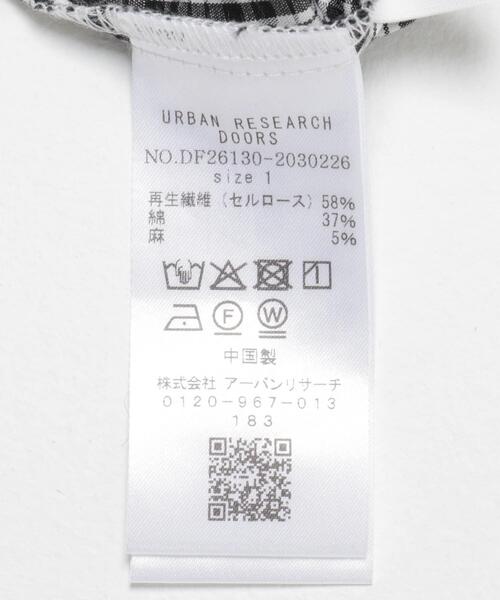 URBAN RESEARCH
DOORS
NO.DF26130-2030226
size 1
再生繊維（セルロース）58%
綿 37%
麻 5%
F W
中国製
株式会社 アーバンリサーチ
0120-967-013
183